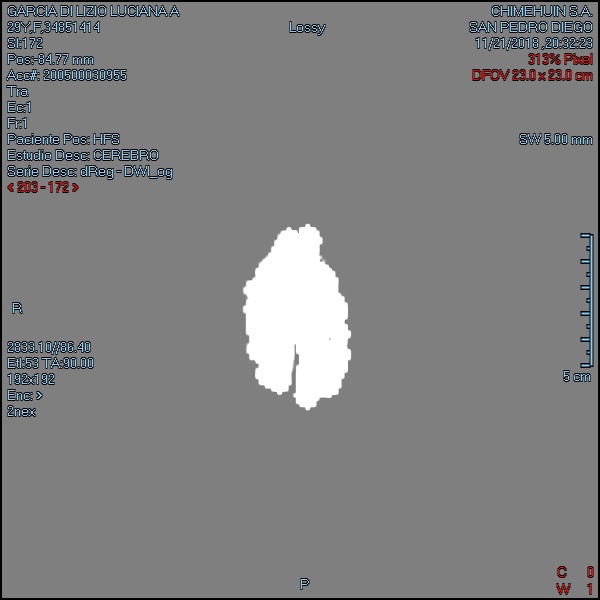 GARCIA DI LIZIO LUCIANA A
29Y,F,34851414
Sl:172
Pos:-84.77 mm
Acc#: 200500030955
Tra
Ec:1
Fr:1
Paciente Pos: HFS
Estudio Desc: CEREBRO
Serie Desc: dReg - DWI_og
< 203 - 172 >
Lossy
CHIMEHUIN S.A.
SAN PEDRO DIEGO
11/21/2018 ,20:32:23
313% Pixel
DFOV 23.0 x 23.0 cm
SW 5.00 mm
R
2833.10//86.40
Etl:53 TA:90.00
192x192
Enc: >
2nex
5 cm
P
C 0
W 1